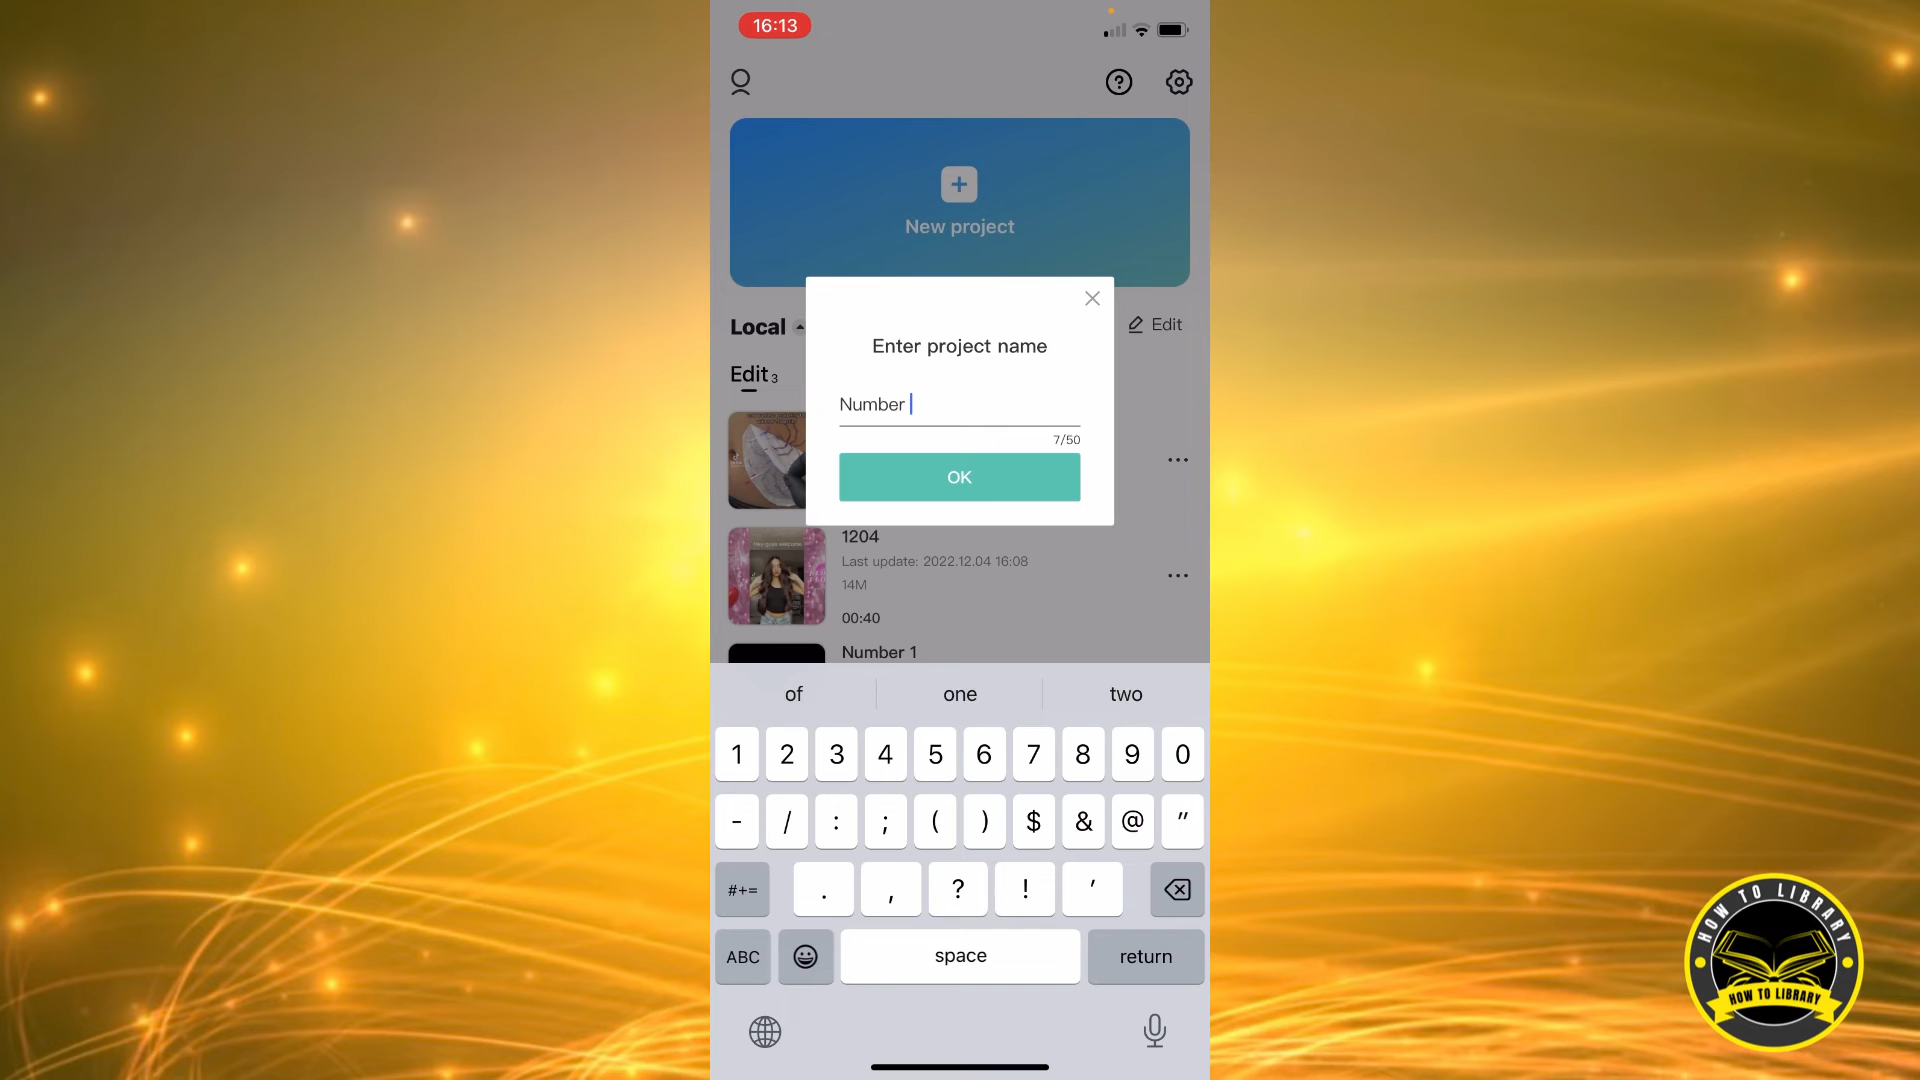 16:13
New project
Local
Edit
Edit 3
Enter project name
Number
7/50
OK
1204
Last update: 2022.12.04 16:08
14M
00:40
Number 1
of one two
1 2 3 4 5 6 7 8 9 0
- / : ; ( ) $ & @ "
#+= . , ? ! '
ABC space return
HOW TO LIBRARY
HOW TO LIBRARY